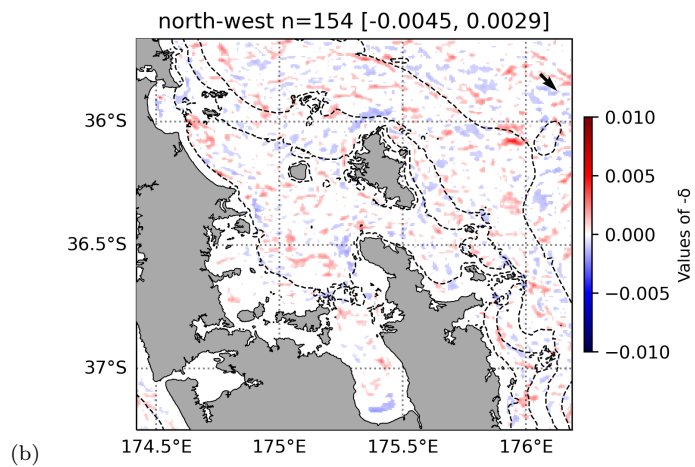 north-west n=154 [-0.0045, 0.0029]
36°S
36.5°S
37°S
174.5°E
175°E
175.5°E
176°E
0.010
0.005
0.000
−0.005
−0.010
Values of -δ
(b)